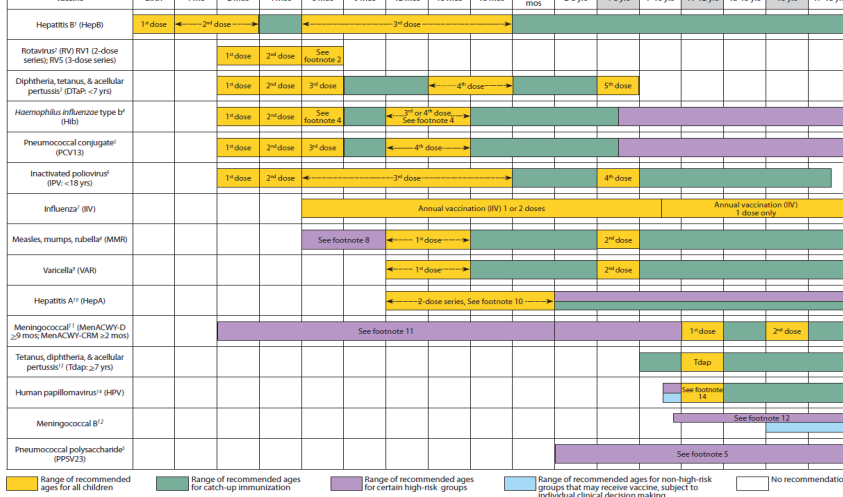 mos
Hepatitis B¹ (HepB)
1ˢᵗ dose
2ⁿᵈ dose
3ʳᵈ dose
Rotavirus² (RV) RV1 (2-dose
series); RV5 (3-dose series)
1ˢᵗ dose
2ⁿᵈ dose
See
footnote 2
Diphtheria, tetanus, & acellular
pertussis³ (DTaP: <7 yrs)
1ˢᵗ dose
2ⁿᵈ dose
3ʳᵈ dose
4ᵗʰ dose
5ᵗʰ dose
Haemophilus influenzae type b⁴
(Hib)
1ˢᵗ dose
2ⁿᵈ dose
See
footnote 4
3ʳᵈ or 4ᵗʰ dose,
See footnote 4
Pneumococcal conjugate⁵
(PCV13)
1ˢᵗ dose
2ⁿᵈ dose
3ʳᵈ dose
4ᵗʰ dose
Inactivated poliovirus⁶
(IPV: <18 yrs)
1ˢᵗ dose
2ⁿᵈ dose
3ʳᵈ dose
4ᵗʰ dose
Influenza⁷ (IIV)
Annual vaccination (IIV) 1 or 2 doses
Annual vaccination (IIV)
1 dose only
Measles, mumps, rubella⁸ (MMR)
See footnote 8
1ˢᵗ dose
2ⁿᵈ dose
Varicella⁹ (VAR)
1ˢᵗ dose
2ⁿᵈ dose
Hepatitis A¹⁰ (HepA)
2-dose series, See footnote 10
Meningococcal¹¹ (MenACWY-D
≥9 mos; MenACWY-CRM ≥2 mos)
See footnote 11
1ˢᵗ dose
2ⁿᵈ dose
Tetanus, diphtheria, & acellular
pertussis¹³ (Tdap: ≥7 yrs)
Tdap
Human papillomavirus¹⁴ (HPV)
See footnote
14
Meningococcal B¹²
See footnote 12
Pneumococcal polysaccharide⁵
(PPSV23)
See footnote 5
Range of recommended
ages for all children
Range of recommended ages
for catch-up immunization
Range of recommended ages
for certain high-risk groups
Range of recommended ages for non-high-risk
groups that may receive vaccine, subject to
individual clinical decision making
No recommendation